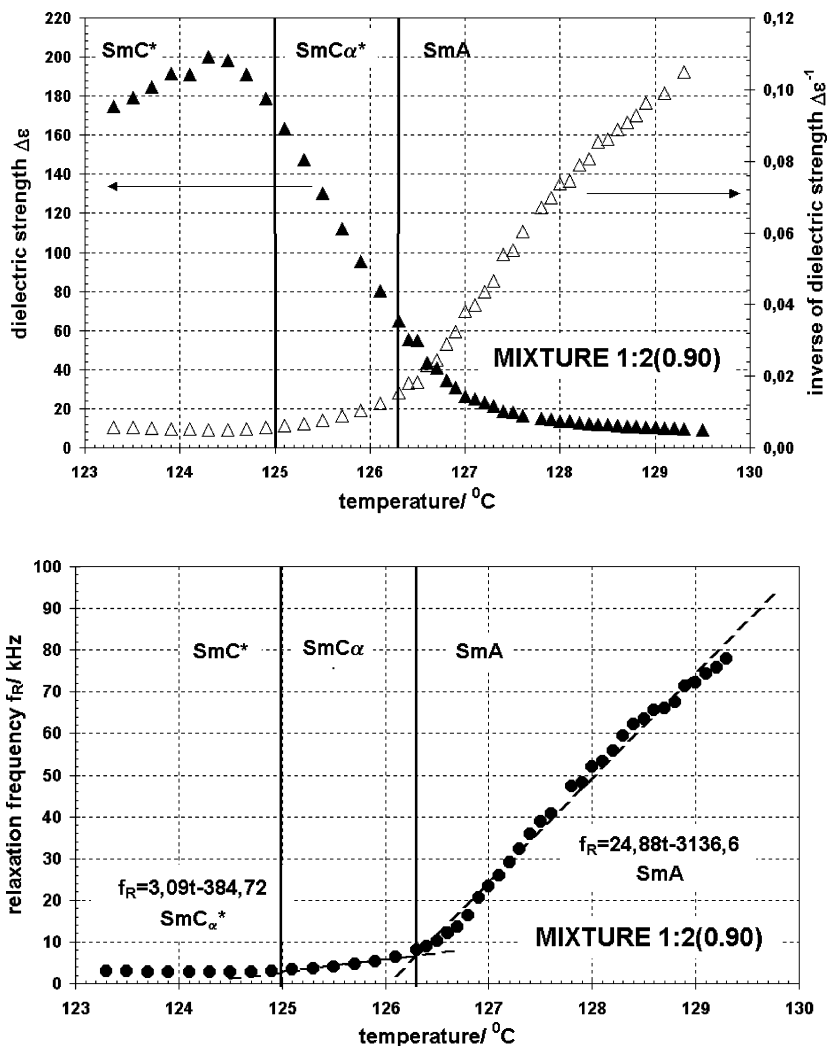 SmC* SmCα* SmA
220
200
180
160
140
120
100
80
60
40
20
0
dielectric strength Δε
0,12
0,10
0,08
0,06
0,04
0,02
0,00
inverse of dielectric strength Δε⁻¹
MIXTURE 1:2(0.90)
123 124 125 126 127 128 129 130
temperature/ ⁰C
100
90
80
70
60
50
40
30
20
10
0
relaxation frequency fR/ kHz
SmC* SmCα SmA
fR=24,88t-3136,6
SmA
fR=3,09t-384,72
SmCα*
MIXTURE 1:2(0.90)
123 124 125 126 127 128 129 130
temperature/ ⁰C